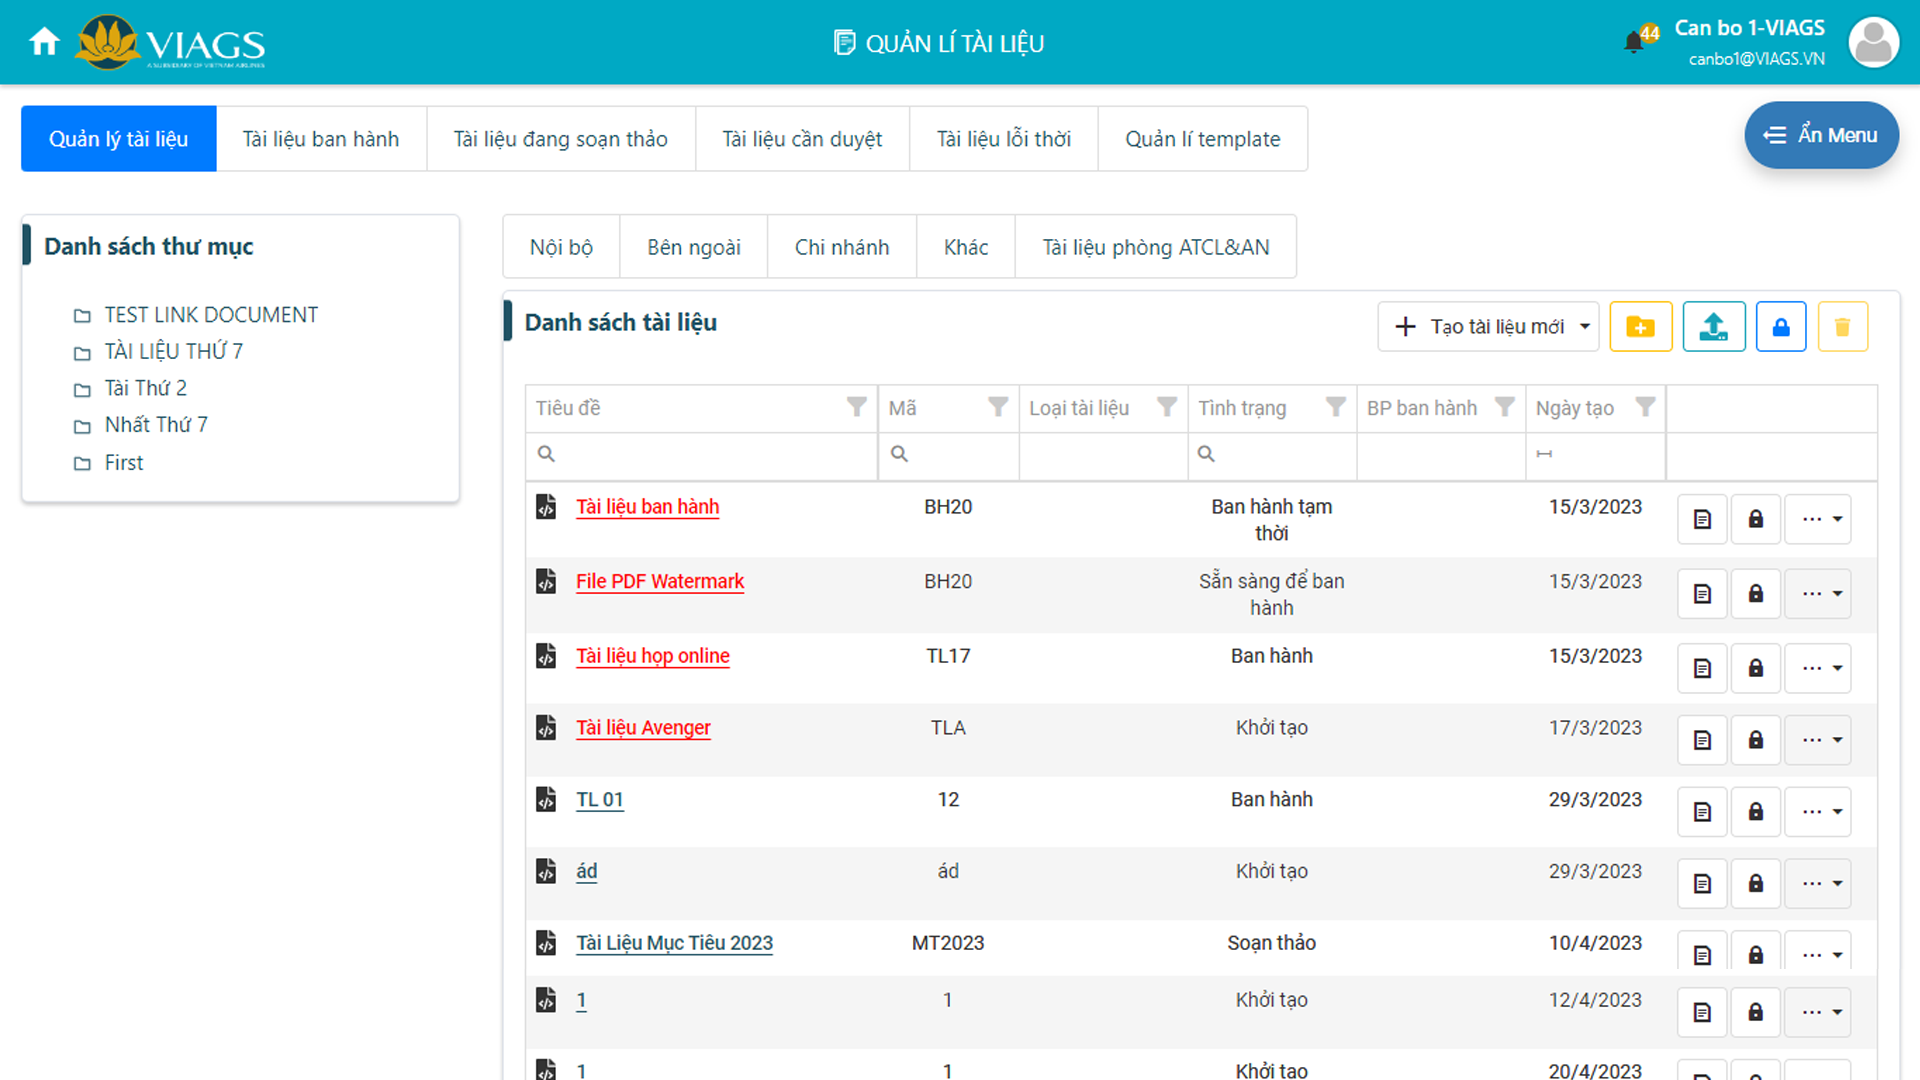 VIAGS
A SUBSIDIARY OF VIETNAM AIRLINES
QUẢN LÍ TÀI LIỆU
44
Can bo 1-VIAGS
canbo1@VIAGS.VN
Quản lý tài liệu
Tài liệu ban hành
Tài liệu đang soạn thảo
Tài liệu cần duyệt
Tài liệu lỗi thời
Quản lí template
Ẩn Menu
Danh sách thư mục
TEST LINK DOCUMENT
TÀI LIỆU THỨ 7
Tài Thứ 2
Nhất Thứ 7
First
Nội bộ
Bên ngoài
Chi nhánh
Khác
Tài liệu phòng ATCL&AN
Danh sách tài liệu
Tạo tài liệu mới
Tiêu đề Mã Loại tài liệu Tình trạng BP ban hành Ngày tạo
Tài liệu ban hành BH20 Ban hành tạm thời 15/3/2023
File PDF Watermark BH20 Sẵn sàng để ban hành 15/3/2023
Tài liệu họp online TL17 Ban hành 15/3/2023
Tài liệu Avenger TLA Khởi tạo 17/3/2023
TL 01 12 Ban hành 29/3/2023
ád ád Khởi tạo 29/3/2023
Tài Liệu Mục Tiêu 2023 MT2023 Soạn thảo 10/4/2023
1 1 Khởi tạo 12/4/2023
1 1 Khởi tạo 20/4/2023